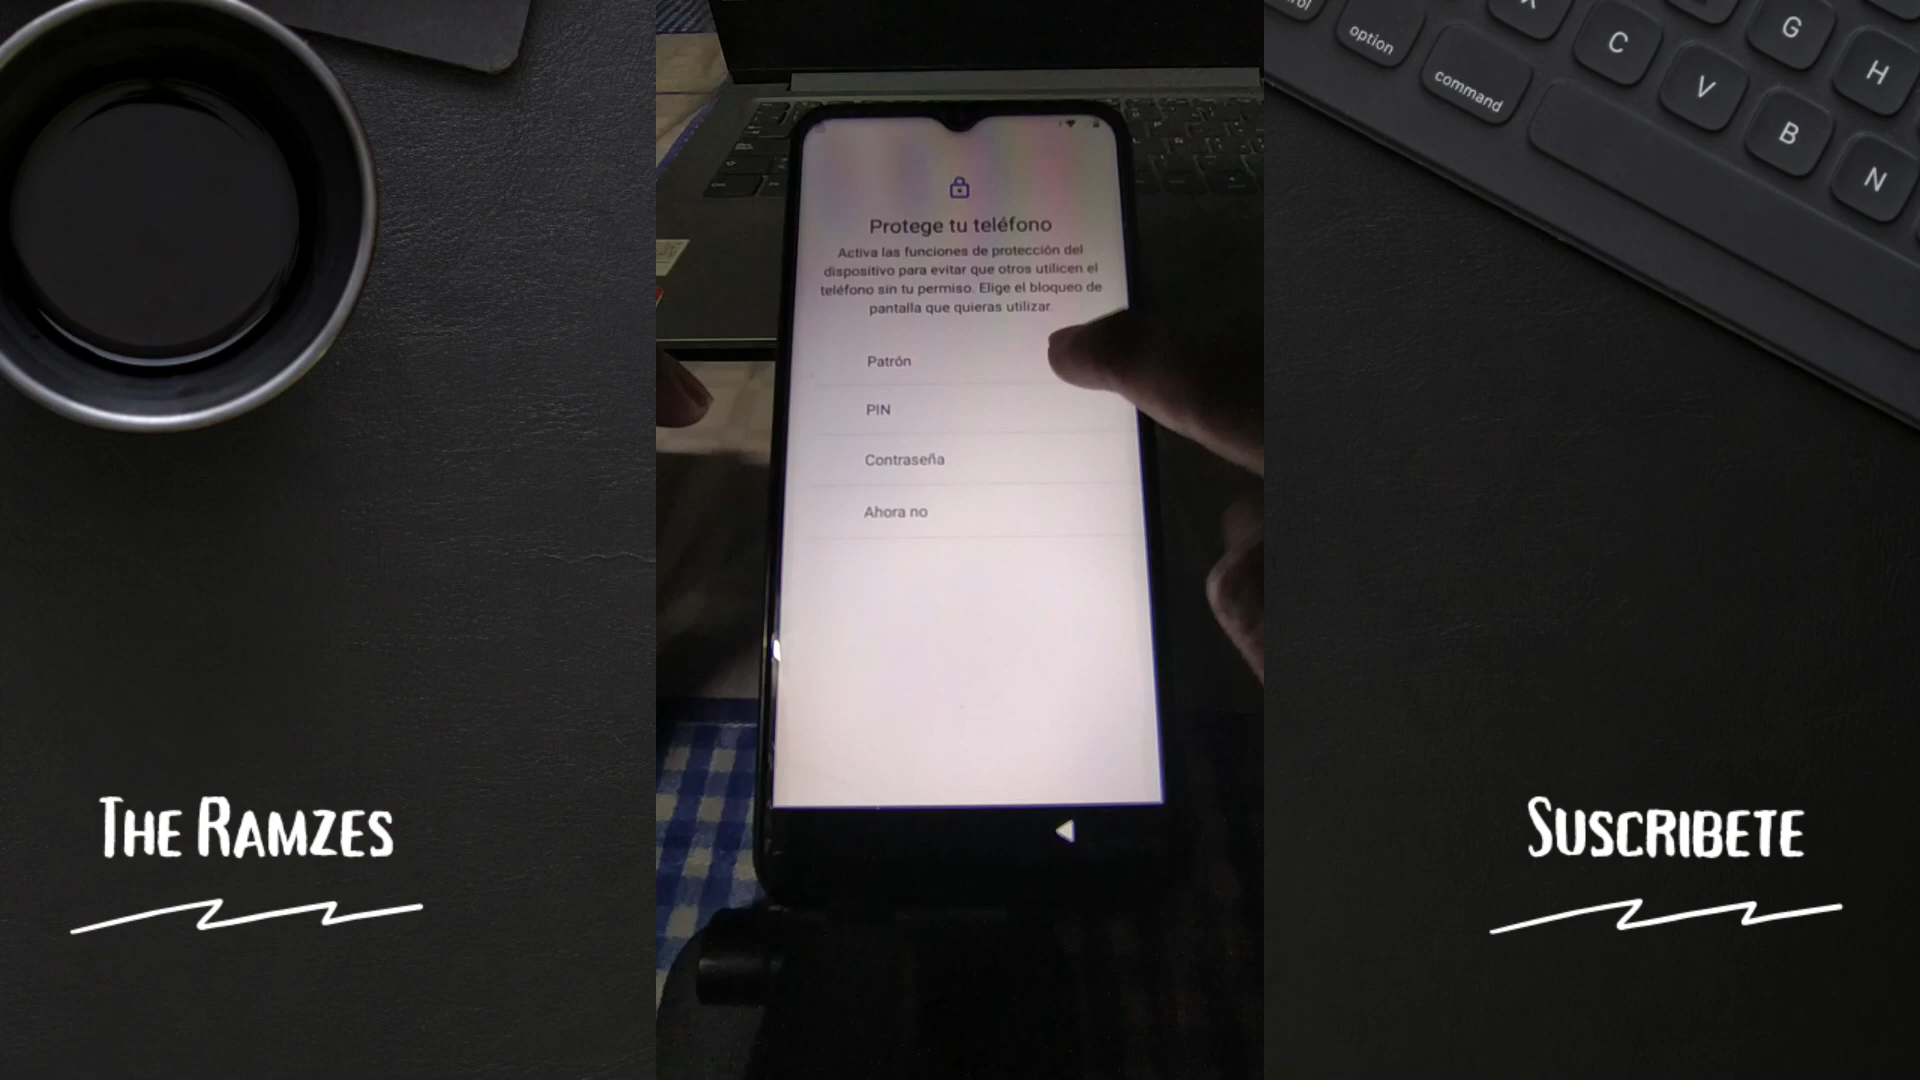 Protege tu teléfono
Activa las funciones de protección del
dispositivo para evitar que otros utilicen el
teléfono sin tu permiso. Elige el bloqueo de
pantalla que quieras utilizar.
Patrón
PIN
Contraseña
Ahora no
The Ramzes
Suscribete
option
command
C
V
B
N
G
H